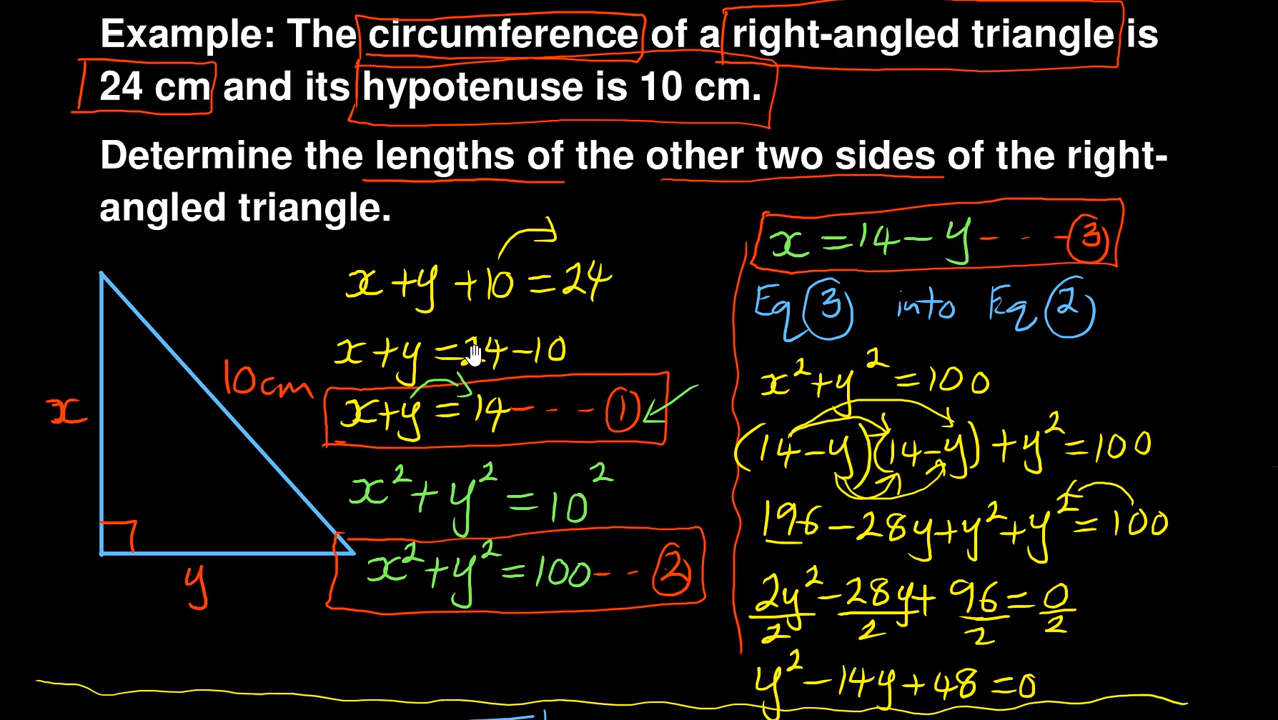 Example: The circumference of a right-angled triangle is
24 cm and its hypotenuse is 10 cm.
Determine the lengths of the other two sides of the right-
angled triangle.
x
10cm
y
x+y+10=24
x+y=24-10
x+y=14---①
x²+y²=10²
x²+y²=100--②
x=14-y---③
Eq ③ into Eq ②
x²+y²=100
(14-y)(14-y)+y²=100
196-28y+y²+y²=100
2y²/2-28y/2+96/2=0/2
y²-14y+48=0